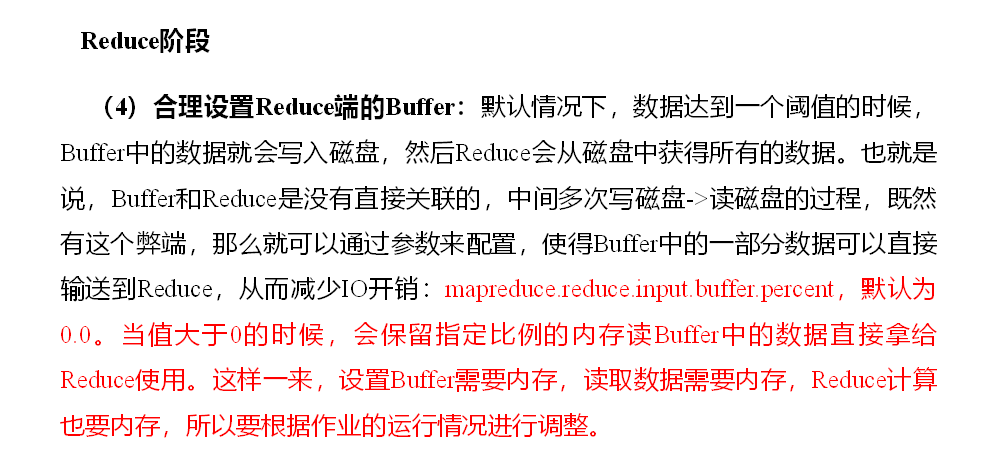 Reduce阶段
（4）合理设置Reduce端的Buffer：默认情况下，数据达到一个阈值的时候，
Buffer中的数据就会写入磁盘，然后Reduce会从磁盘中获得所有的数据。也就是
说，Buffer和Reduce是没有直接关联的，中间多次写磁盘->读磁盘的过程，既然
有这个弊端，那么就可以通过参数来配置，使得Buffer中的一部分数据可以直接
输送到Reduce，从而减少IO开销：mapreduce.reduce.input.buffer.percent，默认为
0.0。当值大于0的时候，会保留指定比例的内存读Buffer中的数据直接拿给
Reduce使用。这样一来，设置Buffer需要内存，读取数据需要内存，Reduce计算
也要内存，所以要根据作业的运行情况进行调整。